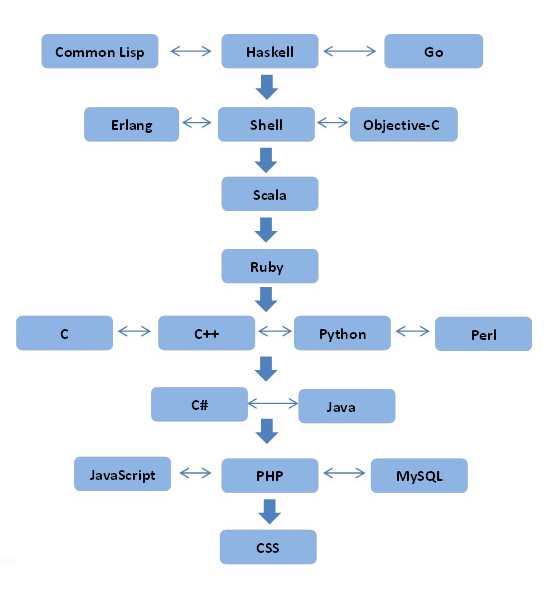 Common Lisp
Haskell
Go
Erlang
Shell
Objective-C
Scala
Ruby
C
C++
Python
Perl
C#
Java
JavaScript
PHP
MySQL
CSS